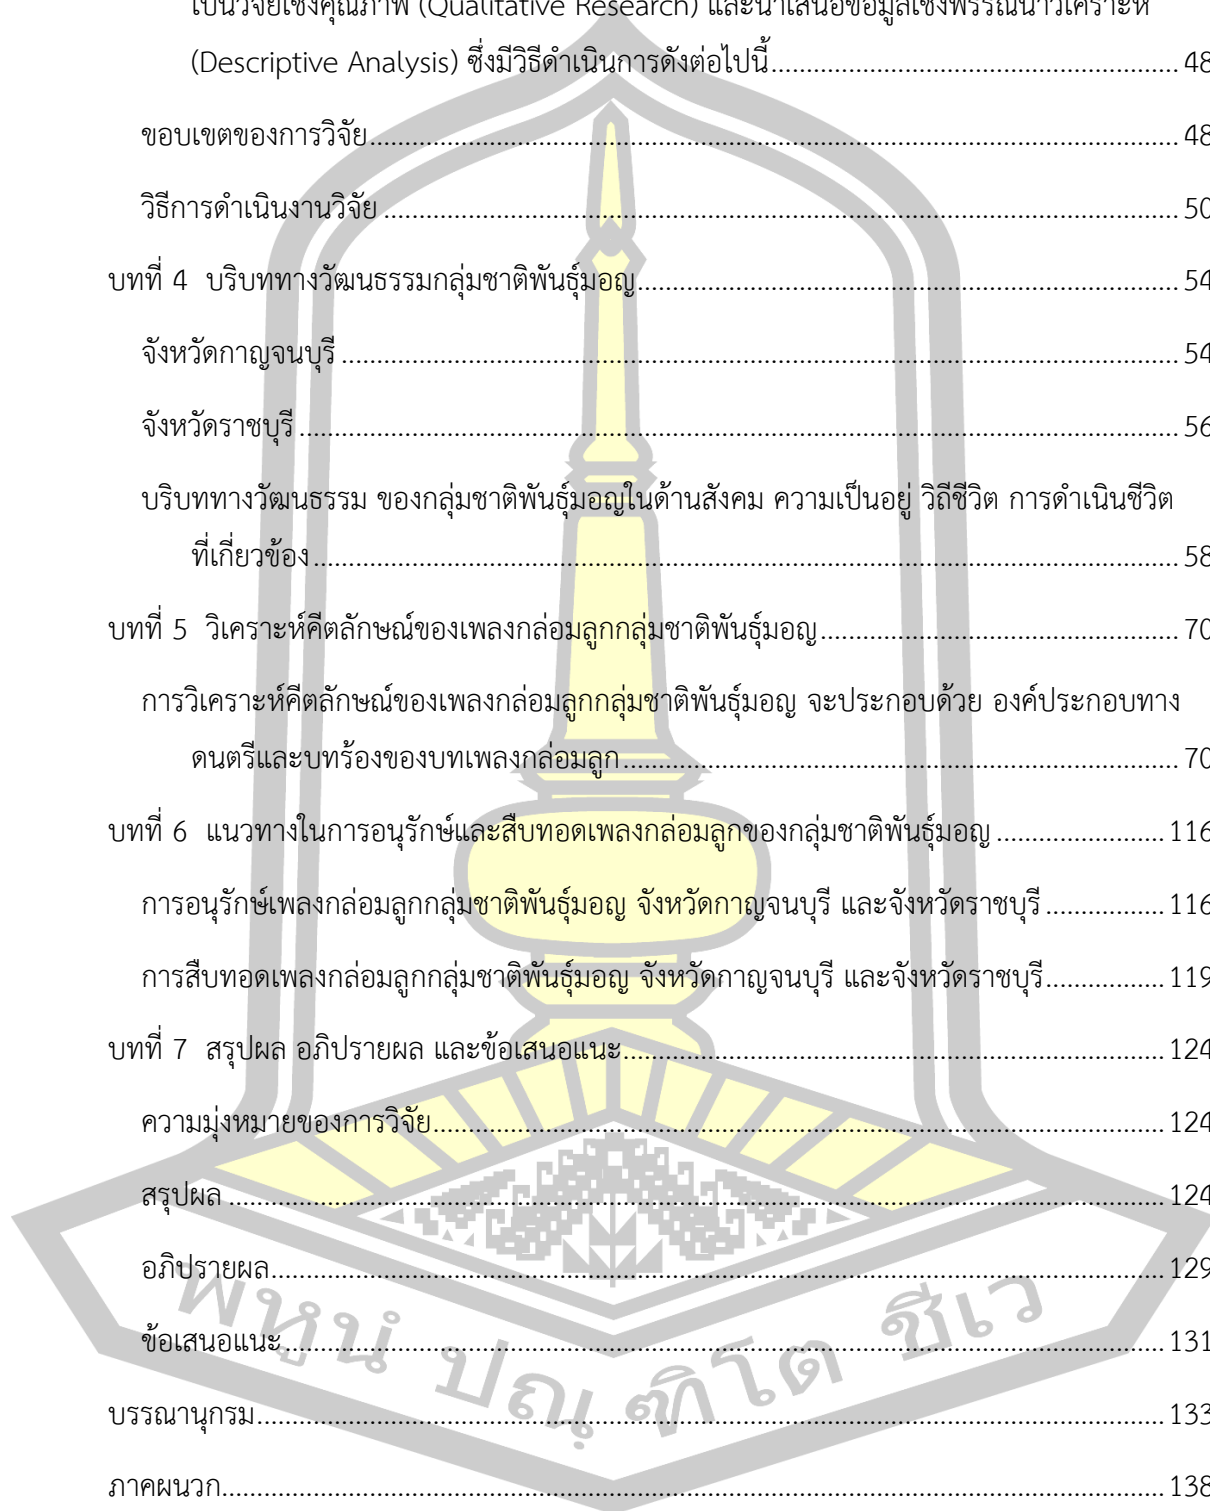 เป็นวิจัยเชิงคุณภาพ (Qualitative Research) และนำเสนอข้อมูลเชิงพรรณนาวิเคราะห์
(Descriptive Analysis) ซึ่งมีวิธีดำเนินการดังต่อไปนี้.......... 48
ขอบเขตของการวิจัย.......... 48
วิธีการดำเนินงานวิจัย.......... 50
บทที่ 4 บริบททางวัฒนธรรมกลุ่มชาติพันธุ์มอญ.......... 54
จังหวัดกาญจนบุรี.......... 54
จังหวัดราชบุรี.......... 56
บริบททางวัฒนธรรม ของกลุ่มชาติพันธุ์มอญในด้านสังคม ความเป็นอยู่ วิถีชีวิต การดำเนินชีวิต
ที่เกี่ยวข้อง.......... 58
บทที่ 5 วิเคราะห์คีตลักษณ์ของเพลงกล่อมลูกกลุ่มชาติพันธุ์มอญ.......... 70
การวิเคราะห์คีตลักษณ์ของเพลงกล่อมลูกกลุ่มชาติพันธุ์มอญ จะประกอบด้วย องค์ประกอบทาง
ดนตรีและบทร้องของบทเพลงกล่อมลูก.......... 70
บทที่ 6 แนวทางในการอนุรักษ์และสืบทอดเพลงกล่อมลูกของกลุ่มชาติพันธุ์มอญ.......... 116
การอนุรักษ์เพลงกล่อมลูกกลุ่มชาติพันธุ์มอญ จังหวัดกาญจนบุรี และจังหวัดราชบุรี.......... 116
การสืบทอดเพลงกล่อมลูกกลุ่มชาติพันธุ์มอญ จังหวัดกาญจนบุรี และจังหวัดราชบุรี.......... 119
บทที่ 7 สรุปผล อภิปรายผล และข้อเสนอแนะ.......... 124
ความมุ่งหมายของการวิจัย.......... 124
สรุปผล.......... 124
อภิปรายผล.......... 129
ข้อเสนอแนะ.......... 131
พหูนํ ปณฺฑิโต ชีเว
บรรณานุกรม.......... 133
ภาคผนวก.......... 138